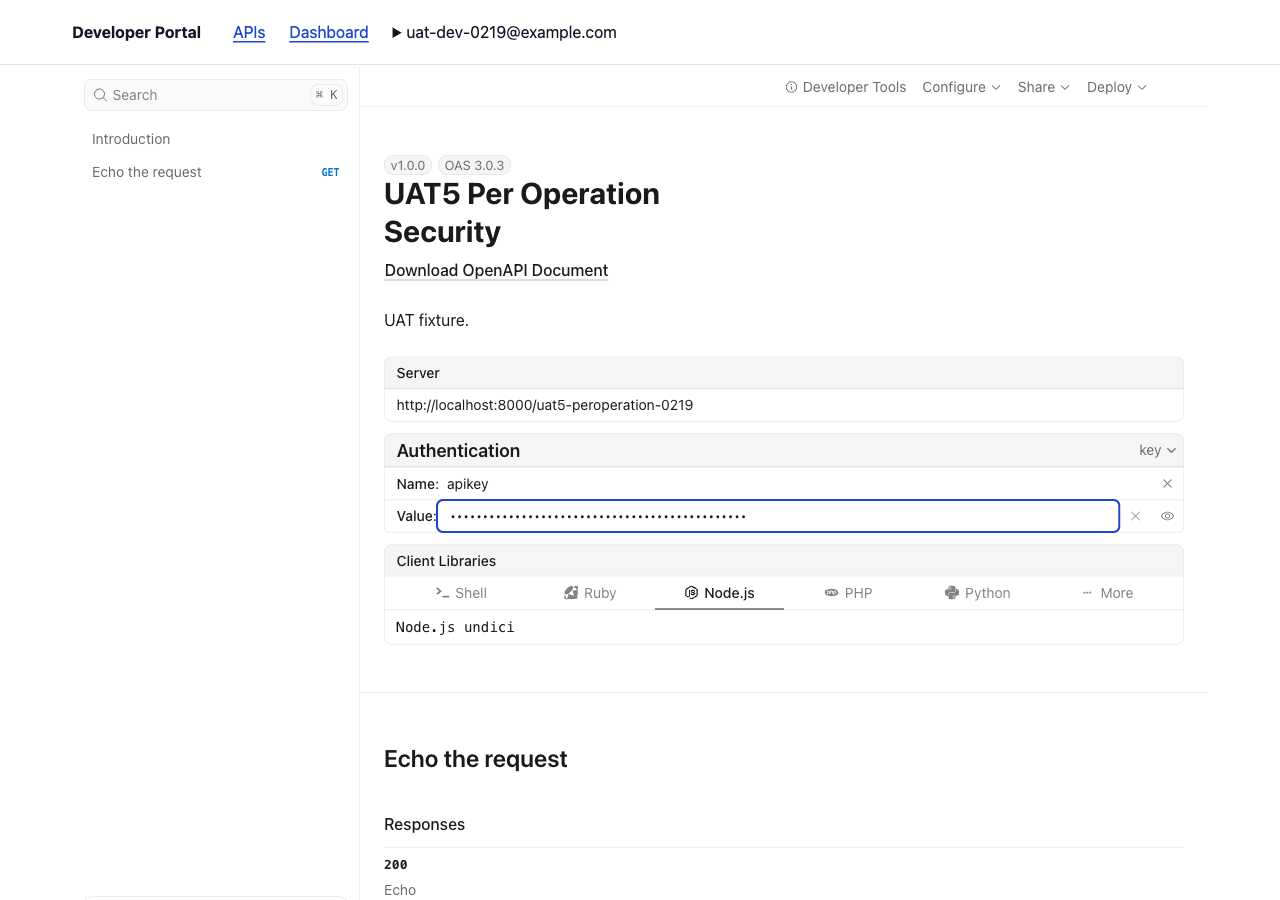 Developer Portal APIs Dashboard ▶ uat-dev-0219@example.com
Search ⌘ K
Developer Tools Configure Share Deploy
Introduction
Echo the request GET
v1.0.0 OAS 3.0.3
UAT5 Per Operation
Security
Download OpenAPI Document
UAT fixture.
Server
http://localhost:8000/uat5-peroperation-0219
Authentication key
Name: apikey
Value:
Client Libraries
Shell Ruby Node.js PHP Python More
Node.js undici
Echo the request
Responses
200
Echo